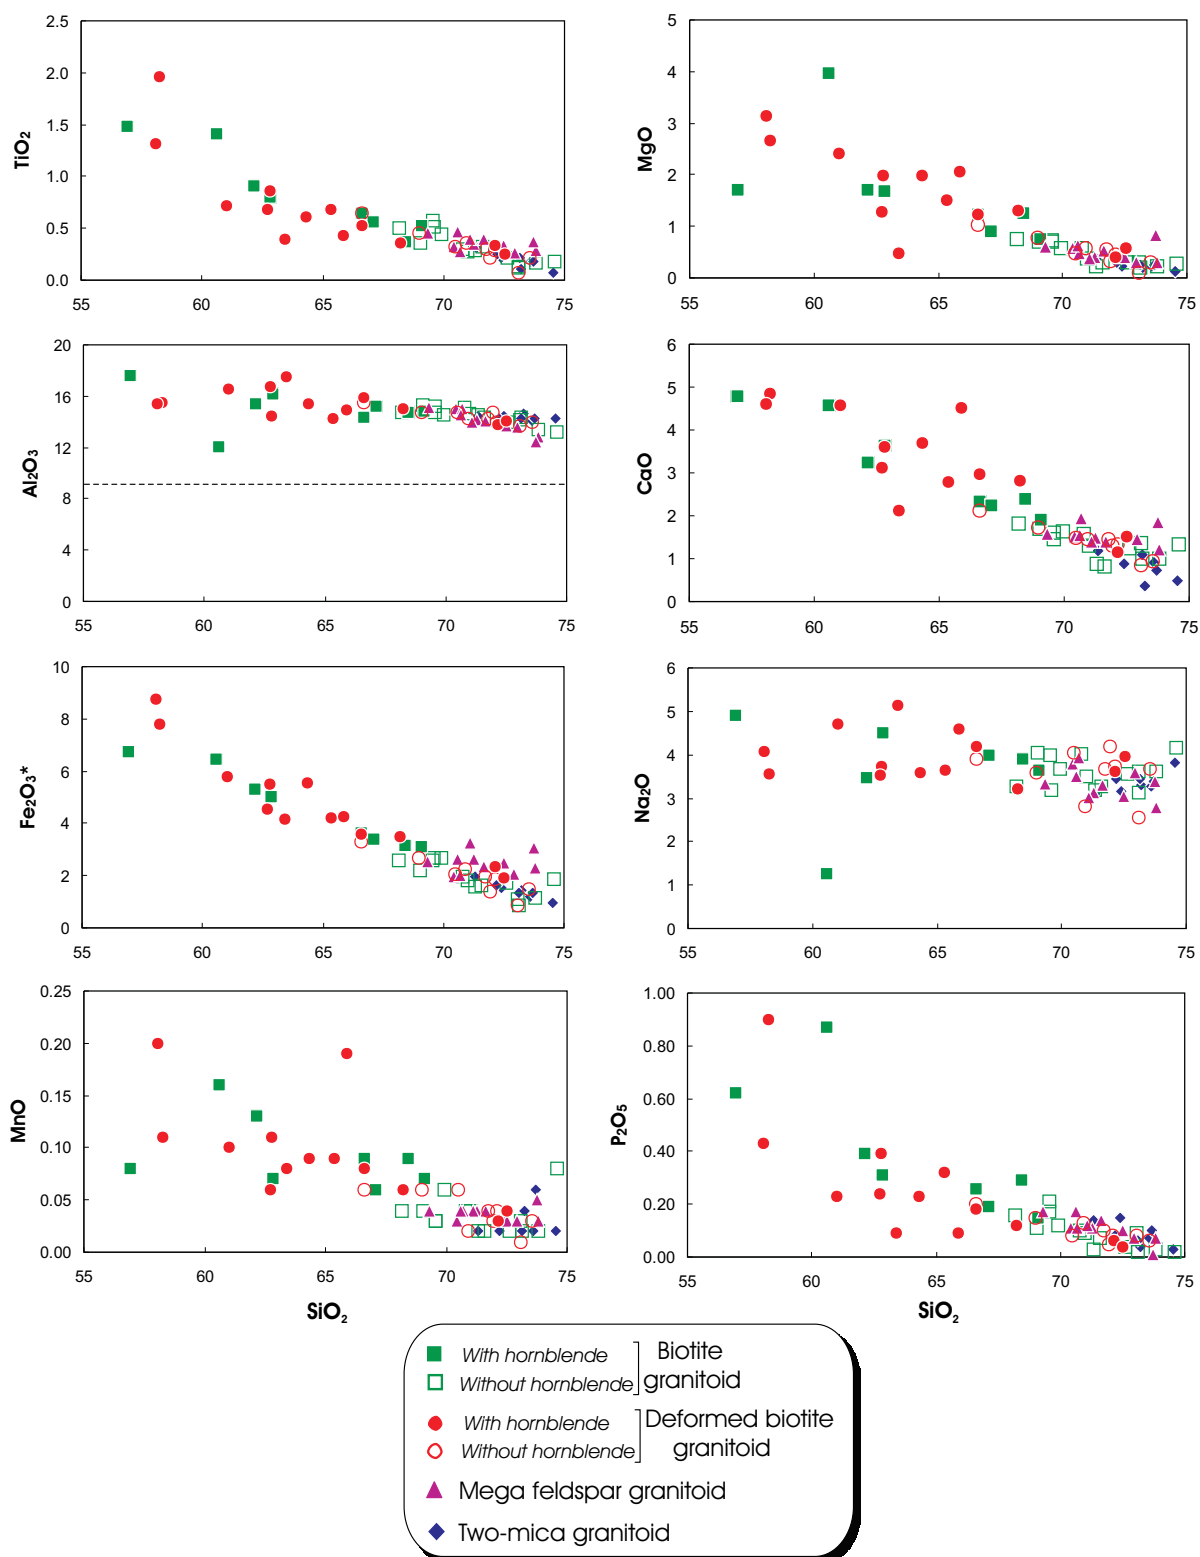 2.5
2.0
1.5
1.0
0.5
0.0
TiO2
55 60 65 70 75
5
4
3
2
1
0
MgO
55 60 65 70 75
20
16
12
8
4
0
Al2O3
55 60 65 70 75
6
5
4
3
2
1
0
CaO
55 60 65 70 75
10
8
6
4
2
0
Fe2O3*
55 60 65 70 75
6
5
4
3
2
1
0
Na2O
55 60 65 70 75
0.25
0.20
0.15
0.10
0.05
0.00
MnO
55 60 65 70 75
SiO2
1.00
0.80
0.60
0.40
0.20
0.00
P2O5
55 60 65 70 75
SiO2
With hornblende
Without hornblende
Biotite
granitoid
With hornblende
Without hornblende
Deformed biotite
granitoid
Mega feldspar granitoid
Two-mica granitoid